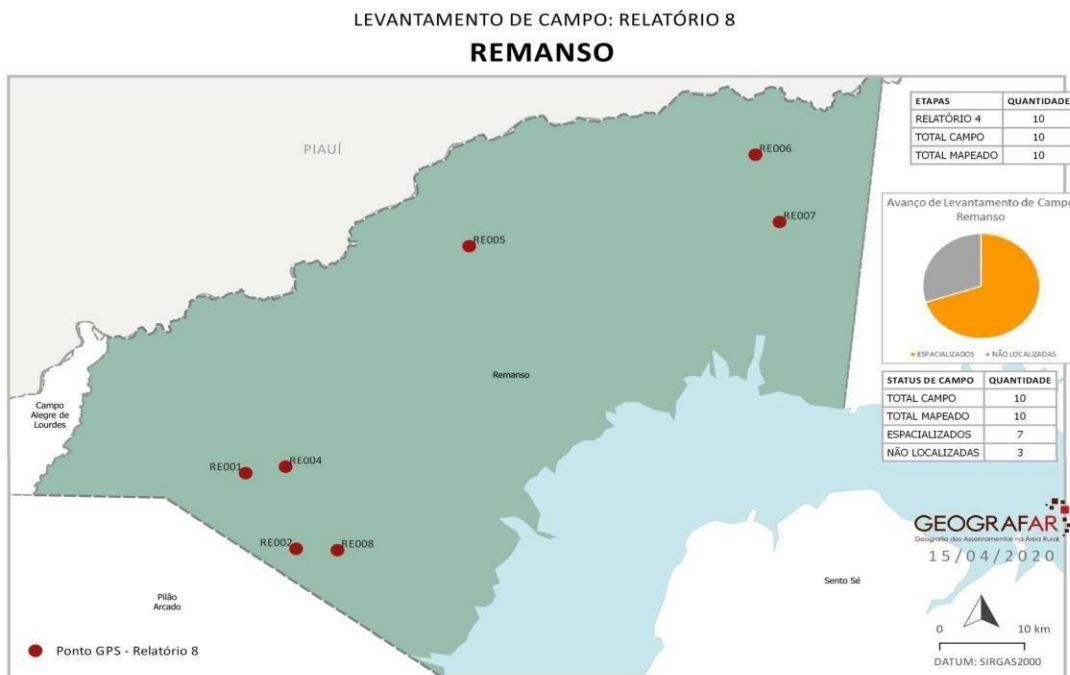 LEVANTAMENTO DE CAMPO: RELATÓRIO 8
REMANSO
PIAUÍ
RE006
RE007
RE005
Remanso
Campo
Alegre de
Lourdes
RE001
RE004
RE002
RE008
Pilão
Arcado
Sento Sé
Ponto GPS - Relatório 8
ETAPAS QUANTIDADE
RELATÓRIO 4 10
TOTAL CAMPO 10
TOTAL MAPEADO 10
Avanço de Levantamento de Campo
Remanso
ESPACIALIZADOS NÃO LOCALIZADAS
STATUS DE CAMPO QUANTIDADE
TOTAL CAMPO 10
TOTAL MAPEADO 10
ESPACIALIZADOS 7
NÃO LOCALIZADAS 3
GEOGRAFAR
Geografia dos Assentamentos na Área Rural
15/04/2020
0 10 km
DATUM: SIRGAS2000